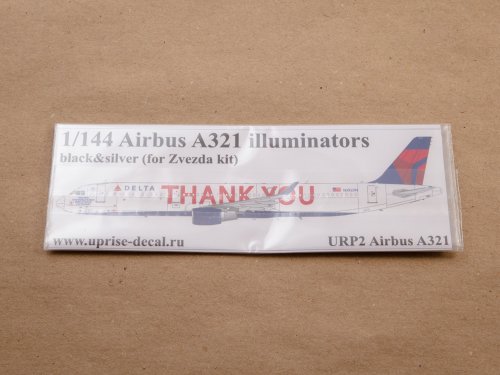 1/144 Airbus A321 illuminators
black&silver (for Zvezda kit)
DELTA THANK YOU
www.uprise-decal.ru
URP2 Airbus A321